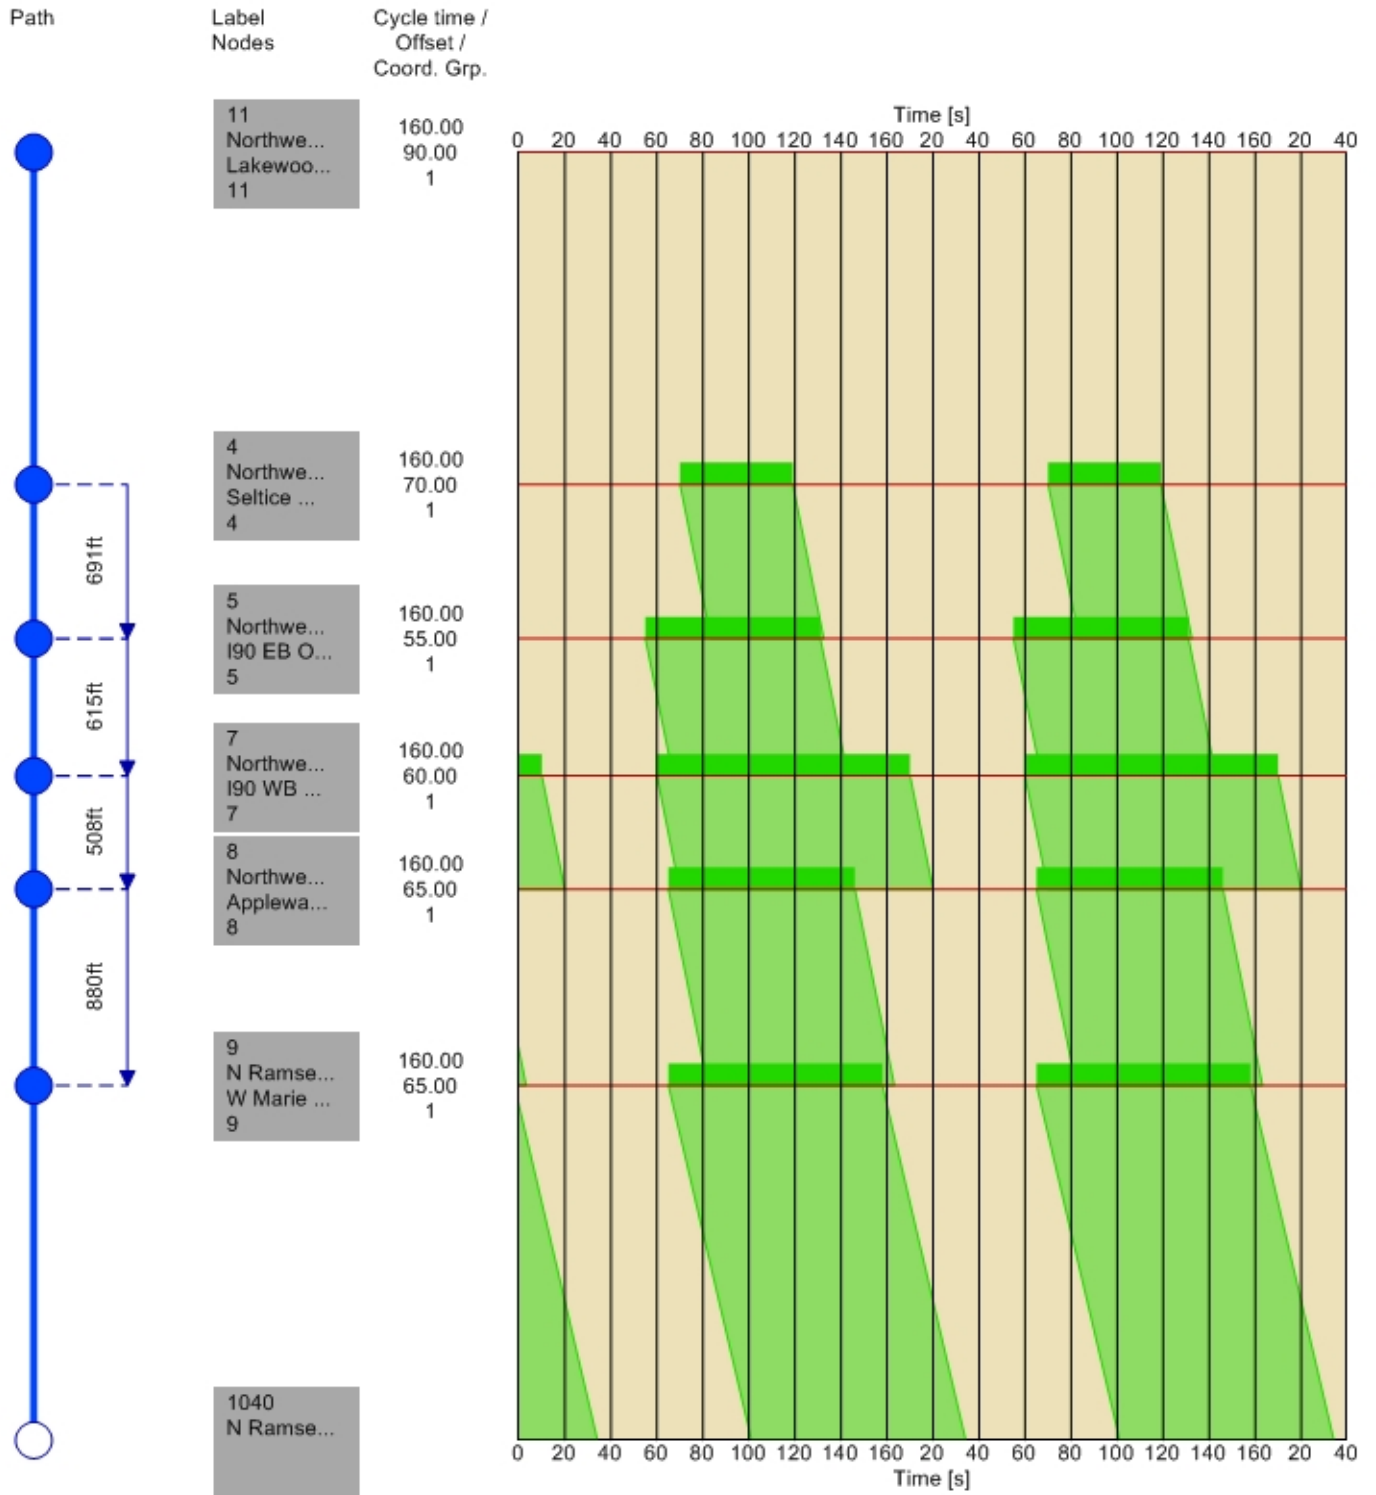 Path
Label
Nodes
Cycle time /
Offset /
Coord. Grp.
Time [s]
0 20 40 60 80 100 120 140 160 20 40 60 80 100 120 140 160 20 40
11
Northwe...
Lakewoo...
11
160.00
90.00
1
4
Northwe...
Seltice ...
4
160.00
70.00
1
691ft
5
Northwe...
I90 EB O...
5
160.00
55.00
1
615ft
7
Northwe...
I90 WB ...
7
160.00
60.00
1
508ft
8
Northwe...
Applewa...
8
160.00
65.00
1
880ft
9
N Ramse...
W Marie ...
9
160.00
65.00
1
1040
N Ramse...
0 20 40 60 80 100 120 140 160 20 40 60 80 100 120 140 160 20 40
Time [s]